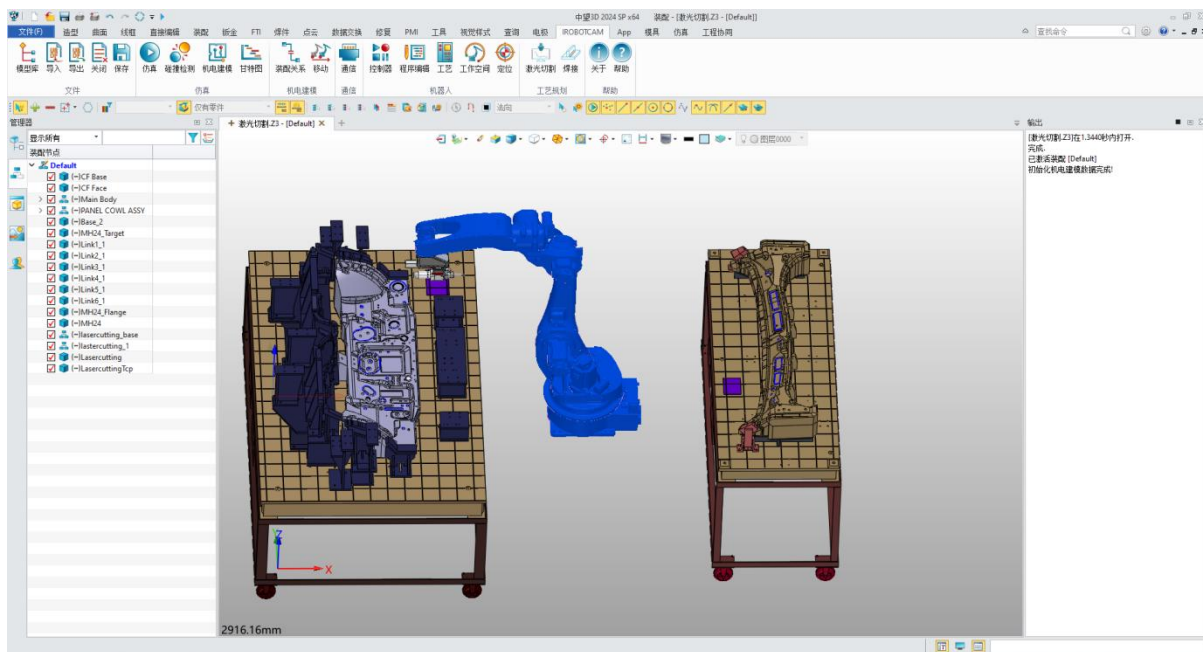 中望3D 2024 SP x64 装配 - [激光切割.Z3 - [Default]]
文件(F) 造型 曲面 线框 直接编辑 装配 钣金 FTI 焊件 点云 数据交换 修复 PMI 工具 视觉样式 查询 电极 IROBOTCAM App 模具 仿真 工程协同 查找命令
模型库 导入 导出 关闭 保存 仿真 碰撞检测 机电建模 甘特图 装配关系 移动 通信 控制器 程序编辑 工艺 工作空间 定位 激光切割 焊接 关于 帮助
文件 仿真 机电建模 通信 机器人 工艺规划 帮助
仅有零件 法向
管理器
激光切割.Z3 - [Default]
输出
显示所有
图层0000
装配节点
Default
(-)CF Base
(-)CF Face
(-)Main Body
(-)PANEL COWL ASSY
(-)Base_2
(-)MH24_Target
(-)Link1_1
(-)Link2_1
(-)Link3_1
(-)Link4_1
(-)Link5_1
(-)Link6_1
(-)MH24_Flange
(-)MH24
(-)lasercutting_base
(-)lastercutting_1
(-)Lasercutting
(-)LasercuttingTcp
[激光切割.Z3]在1.3440秒内打开.
完成.
已激活装配 [Default]
初始化机电建模数据完成!
Z
X
2916.16mm